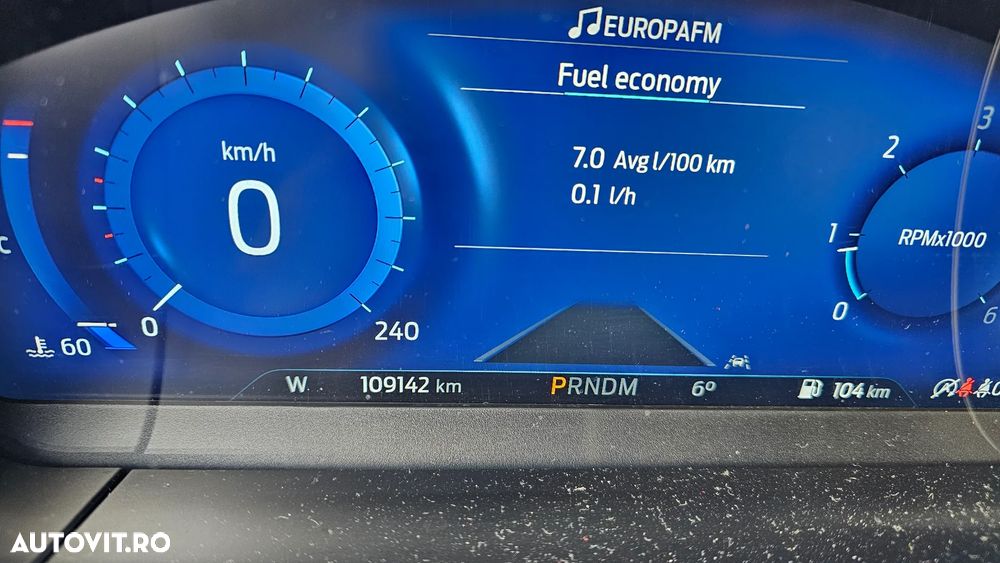 EUROPAFM
Fuel economy
7.0 Avg l/100 km
0.1 l/h
km/h
0
0
240
C
60
3
2
1
0
6
RPMx1000
W
109142 km
PRNDM
6º
104 km
AUTOVIT.RO